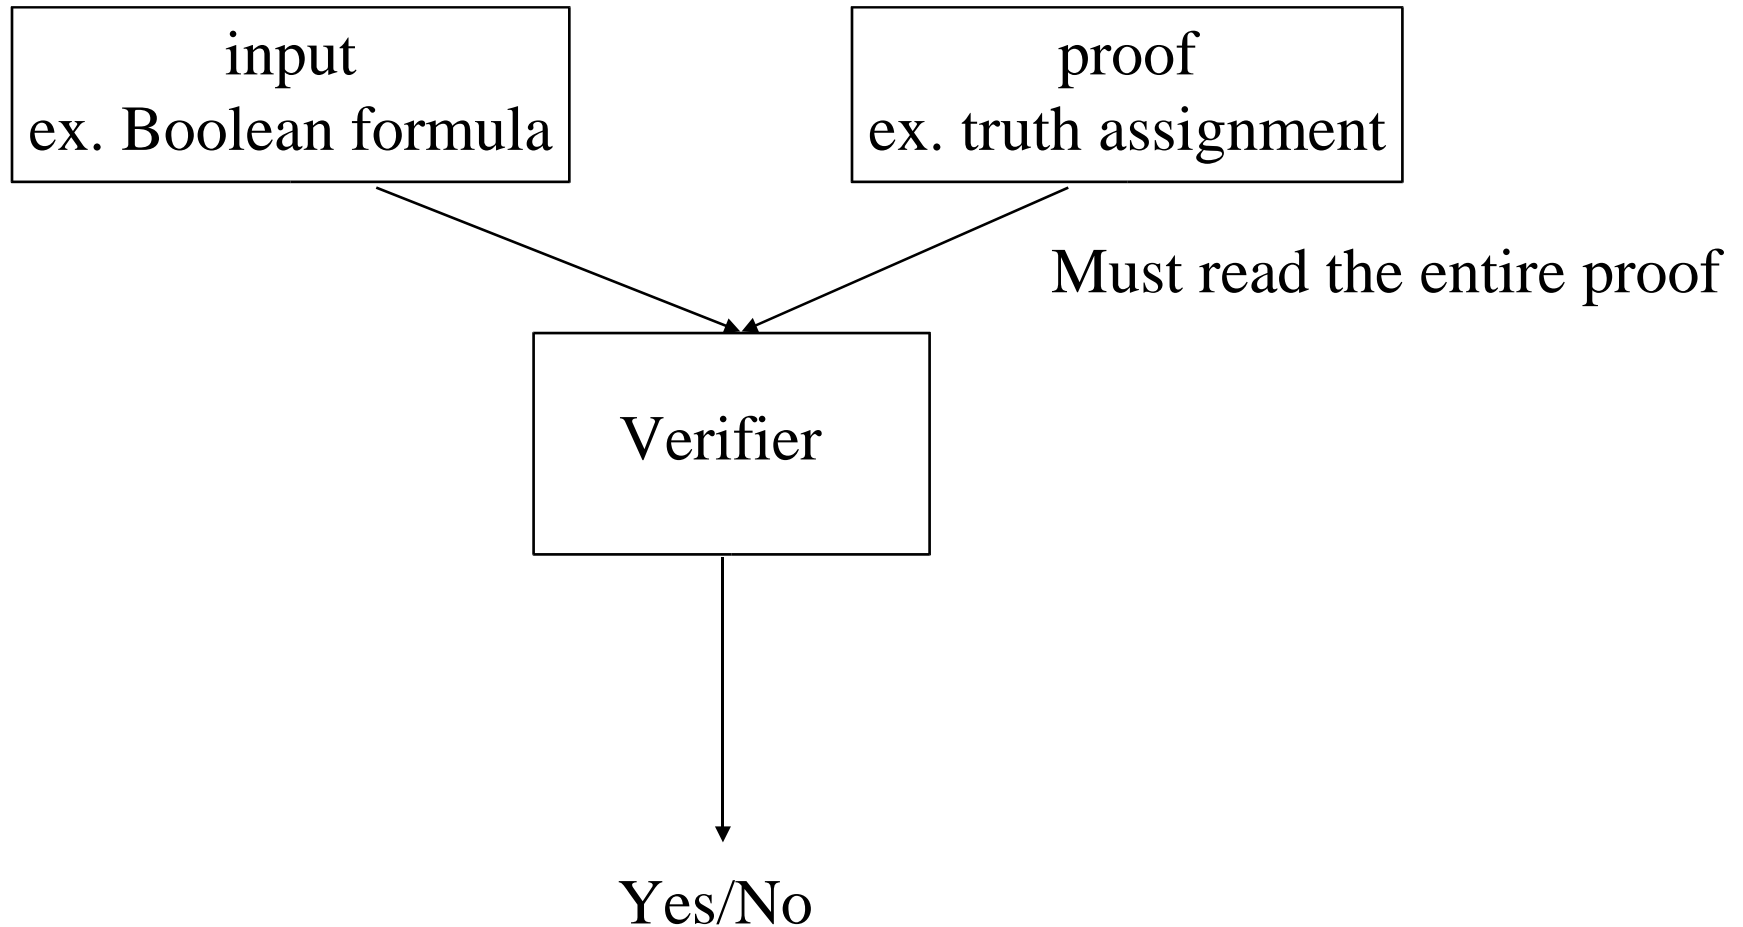 input
ex. Boolean formula
proof
ex. truth assignment
Must read the entire proof
Verifier
Yes/No